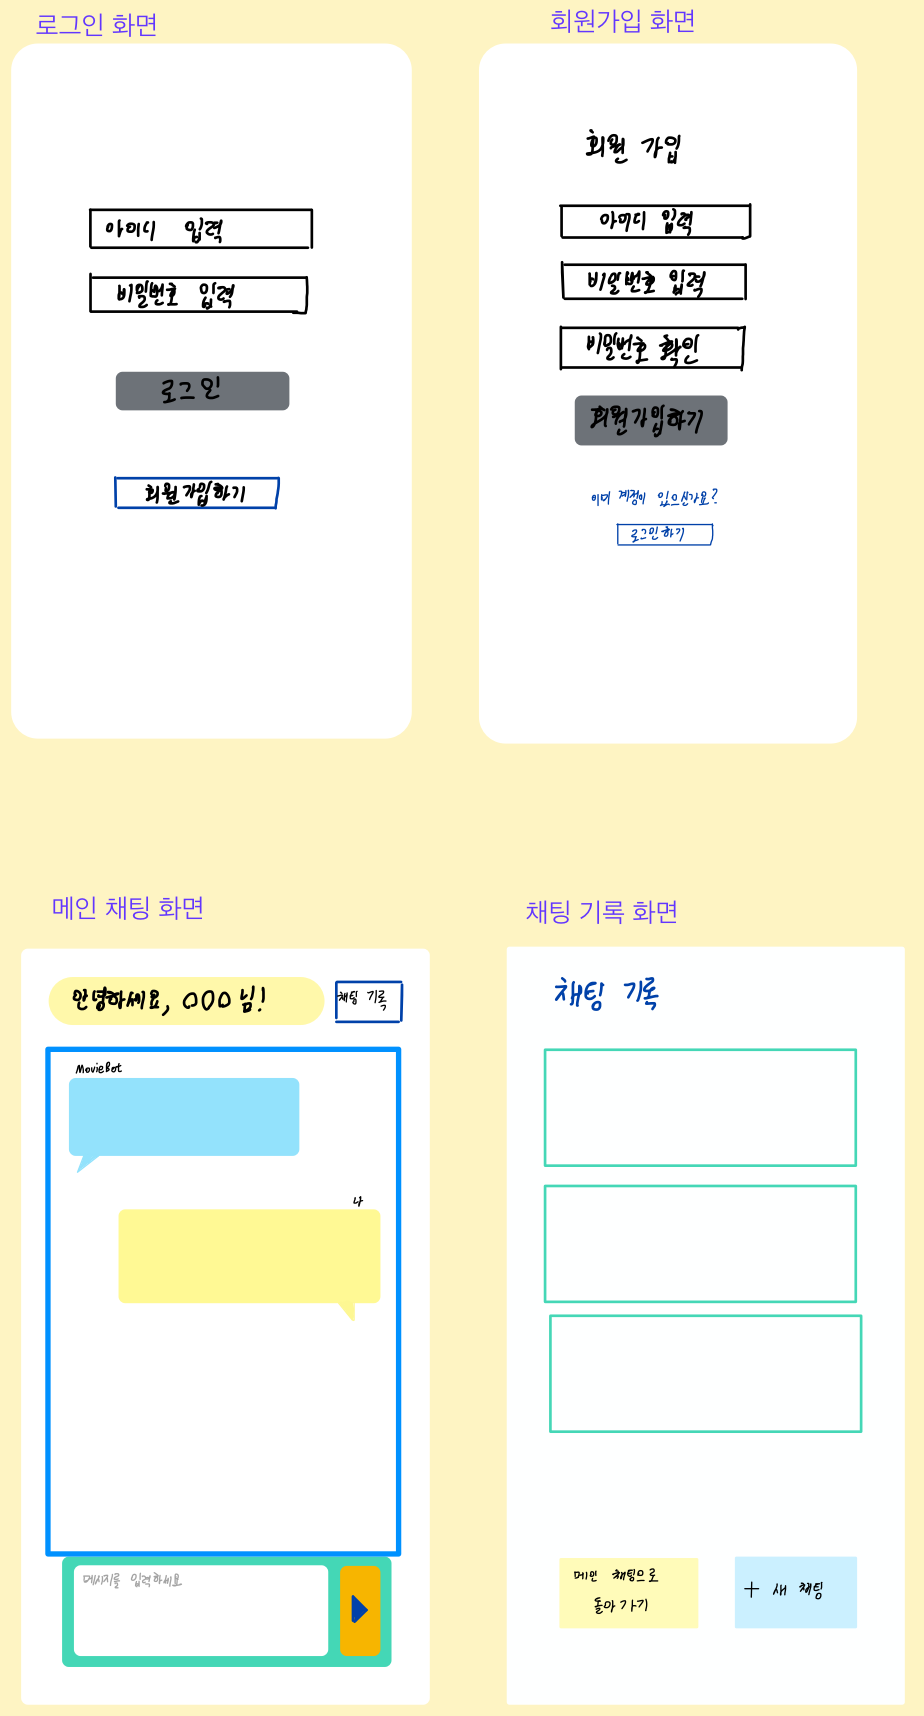 로그인 화면
아이디 입력
비밀번호 입력
로그인
회원가입하기
회원가입 화면
회원 가입
아이디 입력
비밀번호 입력
비밀번호 확인
회원가입하기
이미 계정이 있으신가요?
로그인하기
메인 채팅 화면
안녕하세요, OOO 님!
채팅 기록
MovieBot
나
메시지를 입력하세요
채팅 기록 화면
채팅 기록
메인 채팅으로
돌아가기
+ 새 채팅